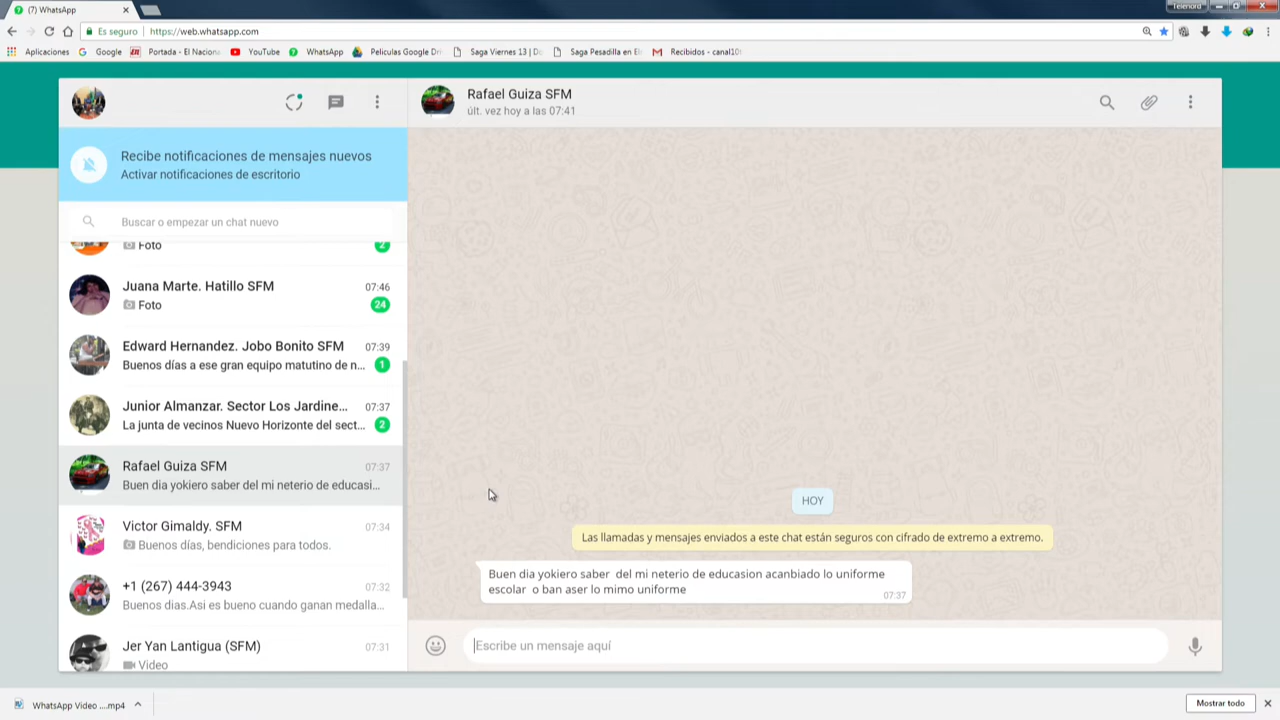 (7) WhatsApp
Telenord
Es seguro | https://web.whatsapp.com
Aplicaciones Google Portada - El Naciona YouTube WhatsApp Peliculas Google Dri Saga Viernes 13 | Do Saga Pesadilla en El Recibidos - canal10t
Rafael Guiza SFM
últ. vez hoy a las 07:41
Recibe notificaciones de mensajes nuevos
Activar notificaciones de escritorio
Buscar o empezar un chat nuevo
Foto 2
Juana Marte. Hatillo SFM 07:46
Foto 24
Edward Hernandez. Jobo Bonito SFM 07:39
Buenos días a ese gran equipo matutino de n... 1
Junior Almanzar. Sector Los Jardine... 07:37
La junta de vecinos Nuevo Horizonte del sect... 2
Rafael Guiza SFM 07:37
Buen dia yokiero saber del mi neterio de educasi...
Victor Gimaldy. SFM 07:34
Buenos días, bendiciones para todos.
+1 (267) 444-3943 07:32
Buenos dias.Asi es bueno cuando ganan medalla...
Jer Yan Lantigua (SFM) 07:31
Video
HOY
Las llamadas y mensajes enviados a este chat están seguros con cifrado de extremo a extremo.
Buen dia yokiero saber  del mi neterio de educasion acanbiado lo uniforme
escolar  o ban aser lo mimo uniforme
07:37
Escribe un mensaje aquí
WhatsApp Video ....mp4
Mostrar todo